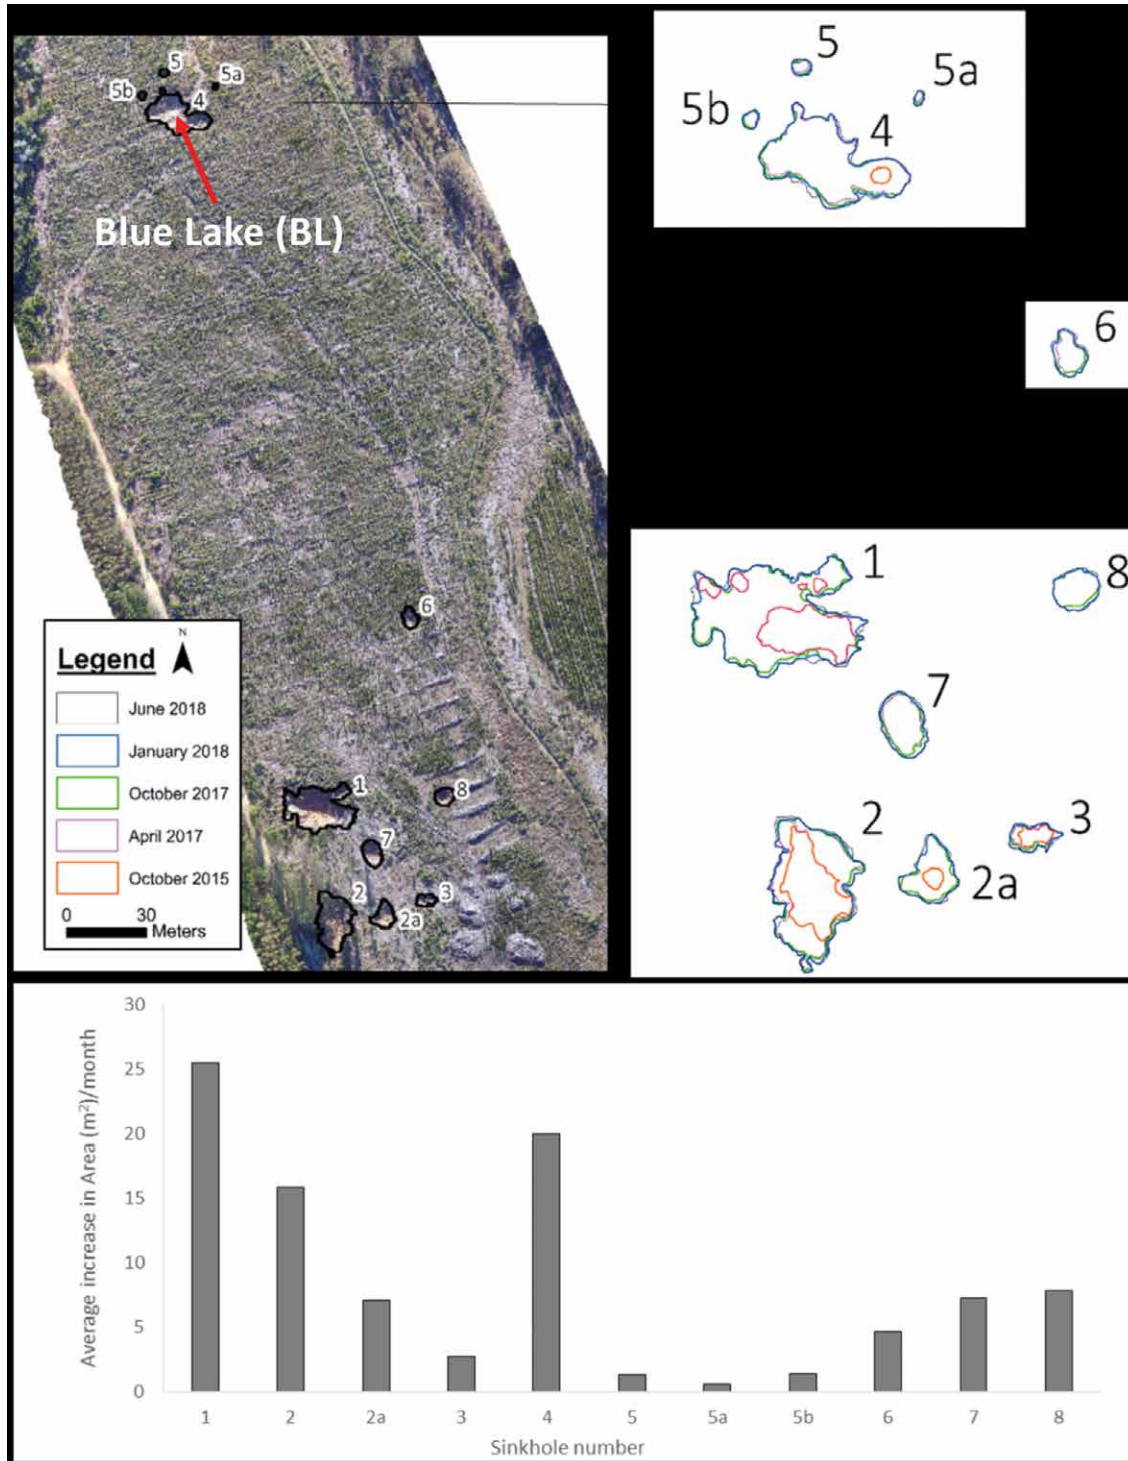 5
5a
5b
4
Blue Lake (BL)
6
Legend
N
June 2018
January 2018
October 2017
April 2017
October 2015
0 30
Meters
1
8
7
2
2a
3
5
5a
5b
4
6
1
8
7
2
3
2a
Average increase in Area (m²)/month
30
25
20
15
10
5
0
1 2 2a 3 4 5 5a 5b 6 7 8
Sinkhole number